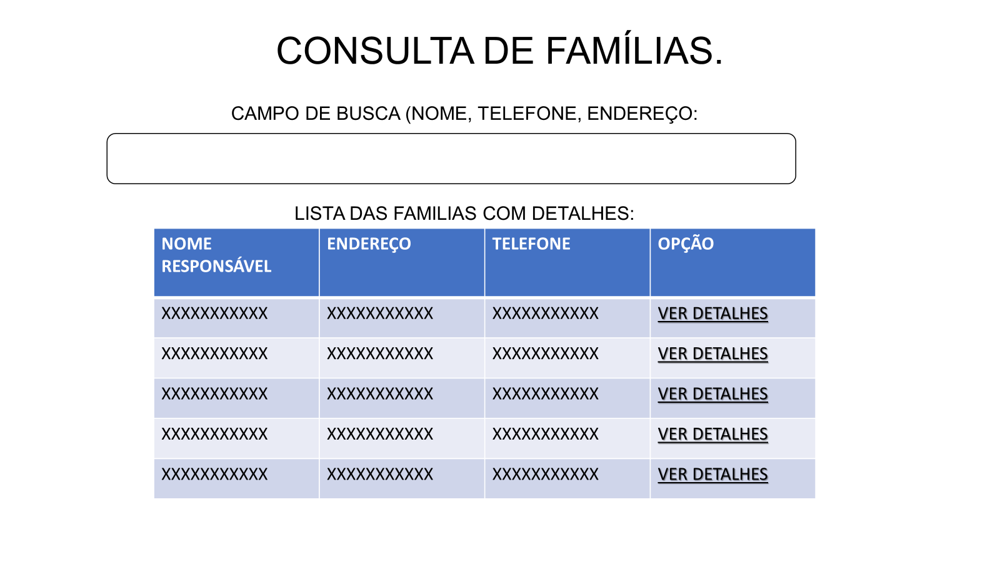 CONSULTA DE FAMÍLIAS.
CAMPO DE BUSCA (NOME, TELEFONE, ENDEREÇO:
LISTA DAS FAMILIAS COM DETALHES:
NOME RESPONSÁVEL ENDEREÇO TELEFONE OPÇÃO
XXXXXXXXXXX XXXXXXXXXXX XXXXXXXXXXX VER DETALHES
XXXXXXXXXXX XXXXXXXXXXX XXXXXXXXXXX VER DETALHES
XXXXXXXXXXX XXXXXXXXXXX XXXXXXXXXXX VER DETALHES
XXXXXXXXXXX XXXXXXXXXXX XXXXXXXXXXX VER DETALHES
XXXXXXXXXXX XXXXXXXXXXX XXXXXXXXXXX VER DETALHES